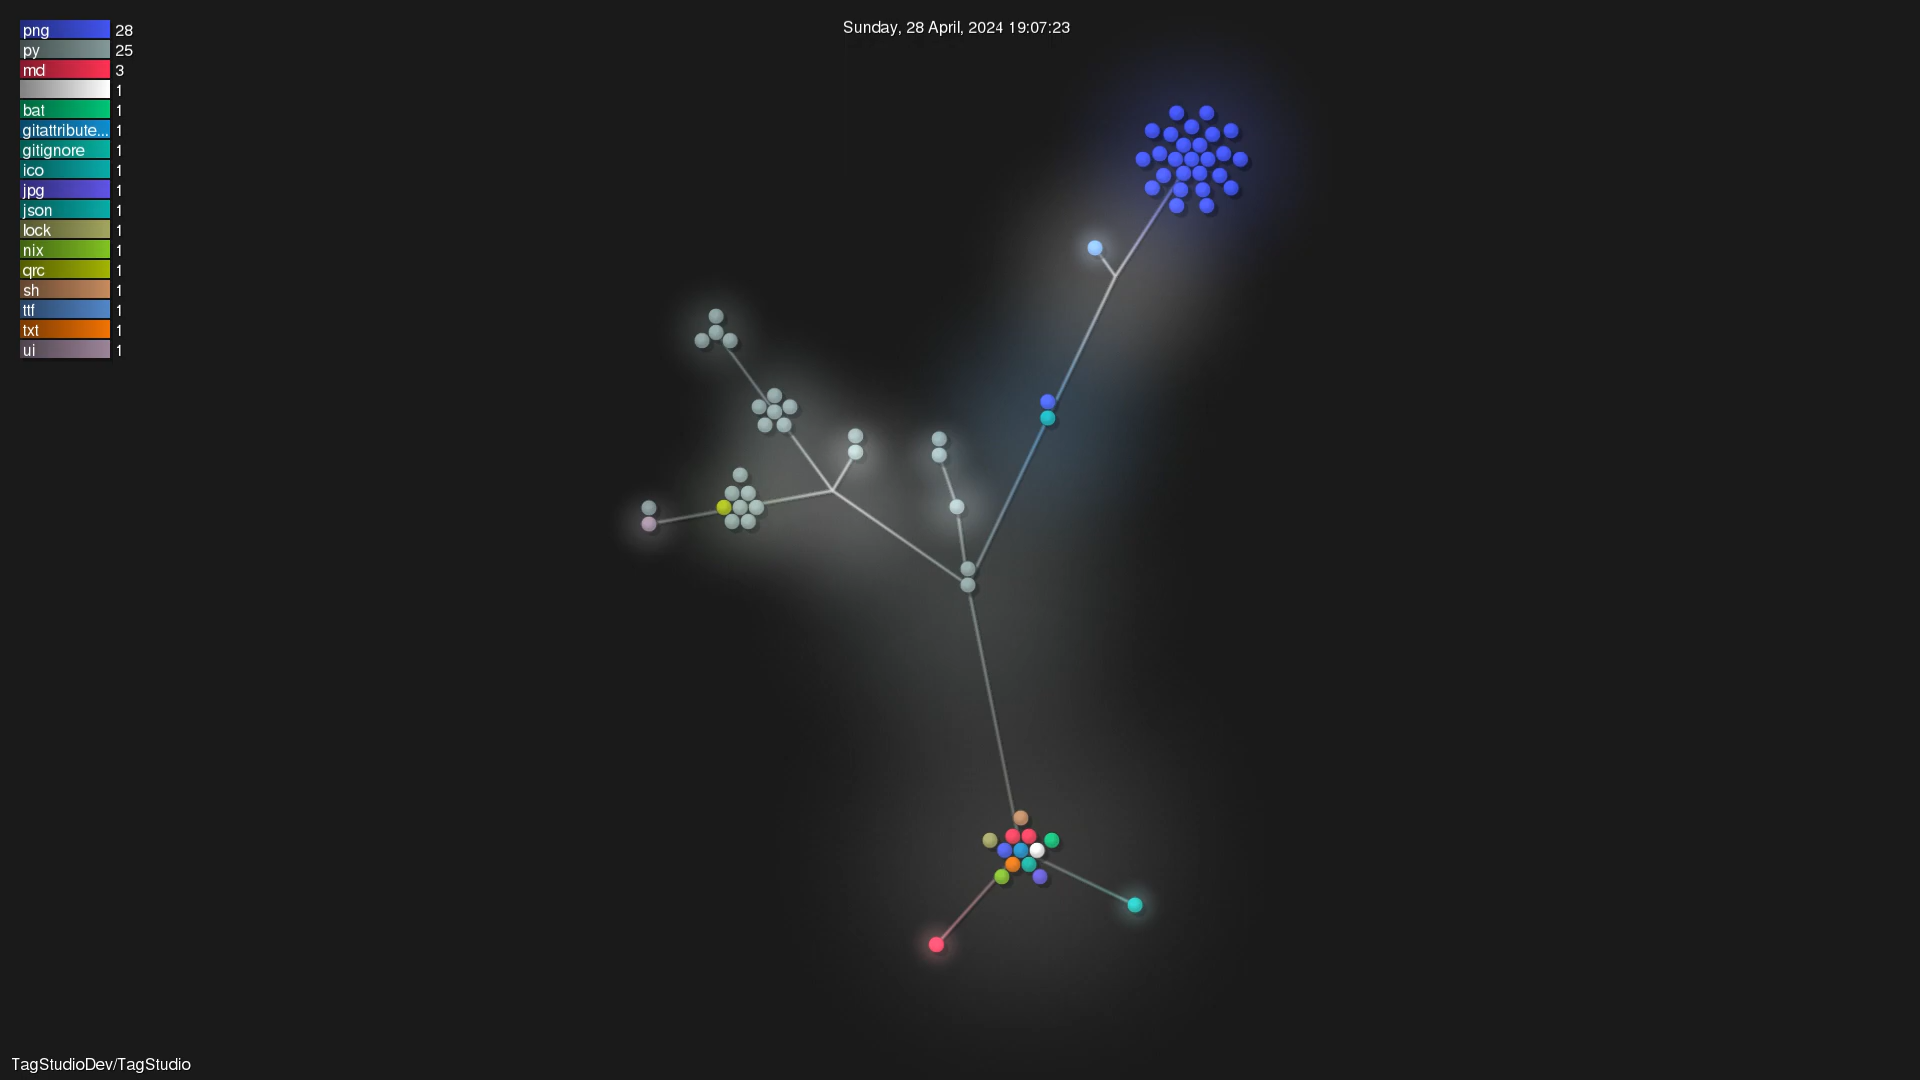 Sunday, 28 April, 2024 19:07:23
png 28
py 25
md 3
1
bat 1
gitattribute... 1
gitignore 1
ico 1
jpg 1
json 1
lock 1
nix 1
qrc 1
sh 1
ttf 1
txt 1
ui 1
TagStudioDev/TagStudio